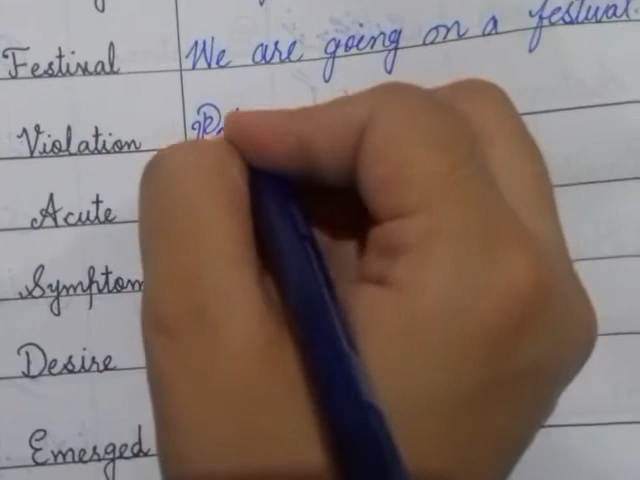 Festival We are going on a festival.
Violation
Acute
Symptom
Desire
Emerged